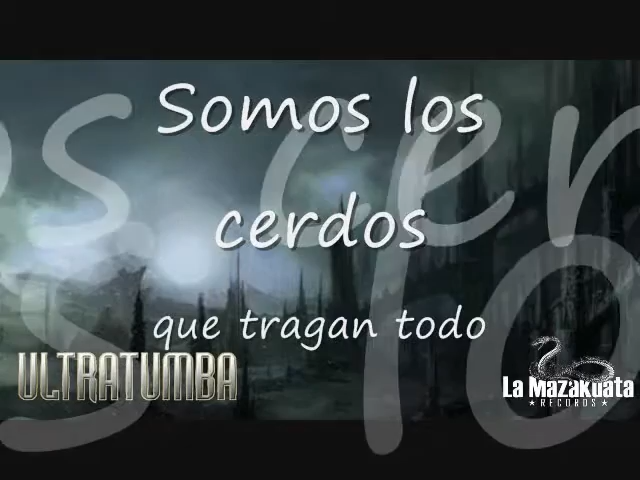 Somos los
cerdos
que tragan todo
ULTRATUMBA
La Mazakuata
RECORDS